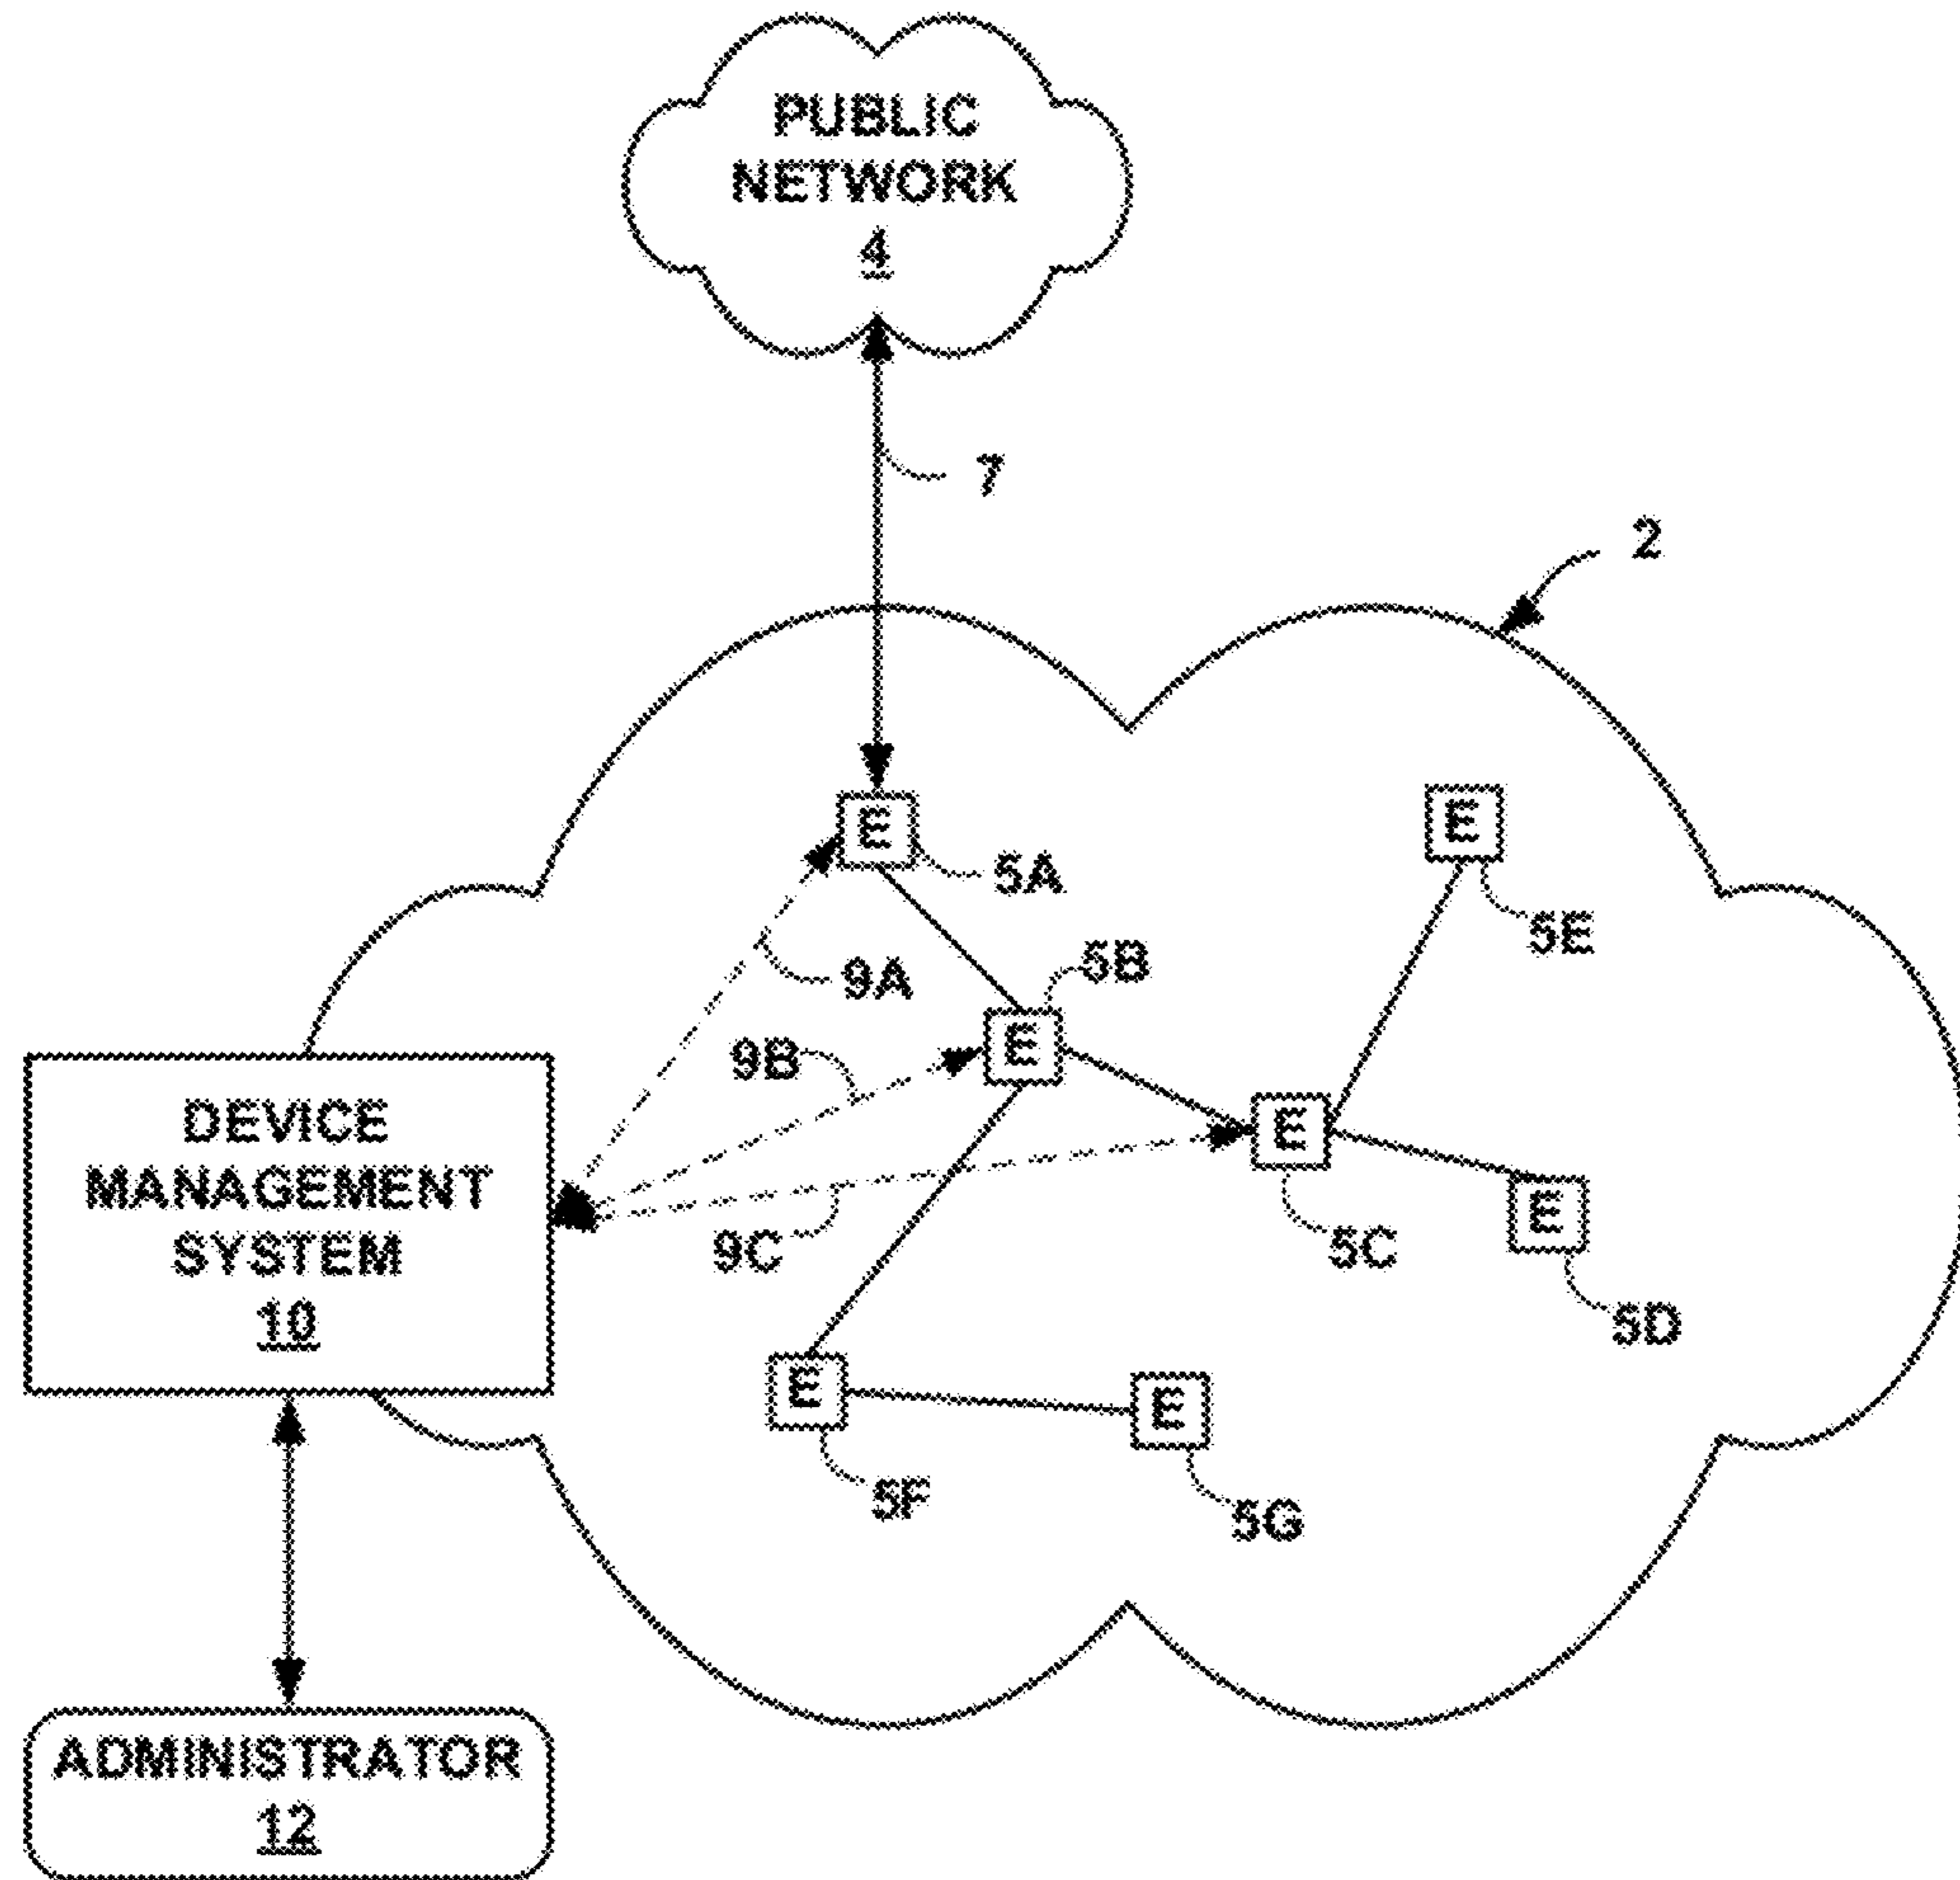 PUBLIC
NETWORK
4
7
2
E
5A
E
5E
9A
5B
E
9B
E
5C
9C
E
5D
DEVICE
MANAGEMENT
SYSTEM
10
E
5F
E
5G
ADMINISTRATOR
12